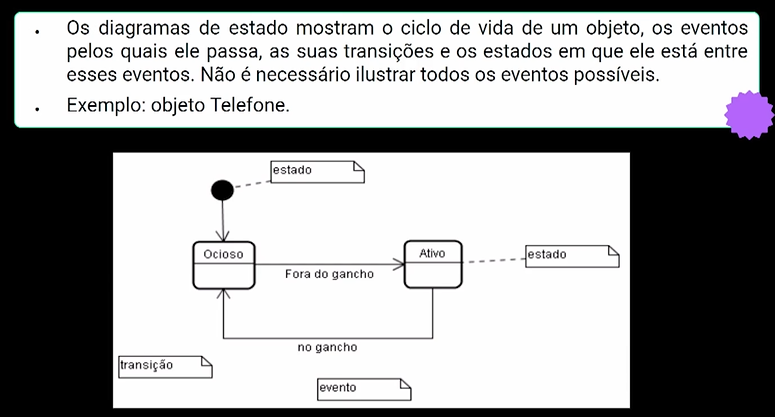 Os diagramas de estado mostram o ciclo de vida de um objeto, os eventos
pelos quais ele passa, as suas transições e os estados em que ele está entre
esses eventos. Não é necessário ilustrar todos os eventos possíveis.
Exemplo: objeto Telefone.
estado
Ocioso
Ativo
estado
Fora do gancho
no gancho
transição
evento